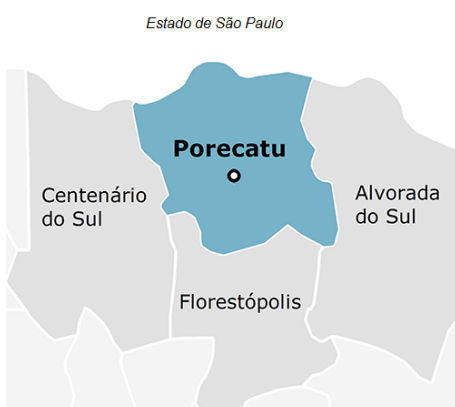 Estado de São Paulo
Porecatu
Centenário
do Sul
Alvorada
do Sul
Florestópolis